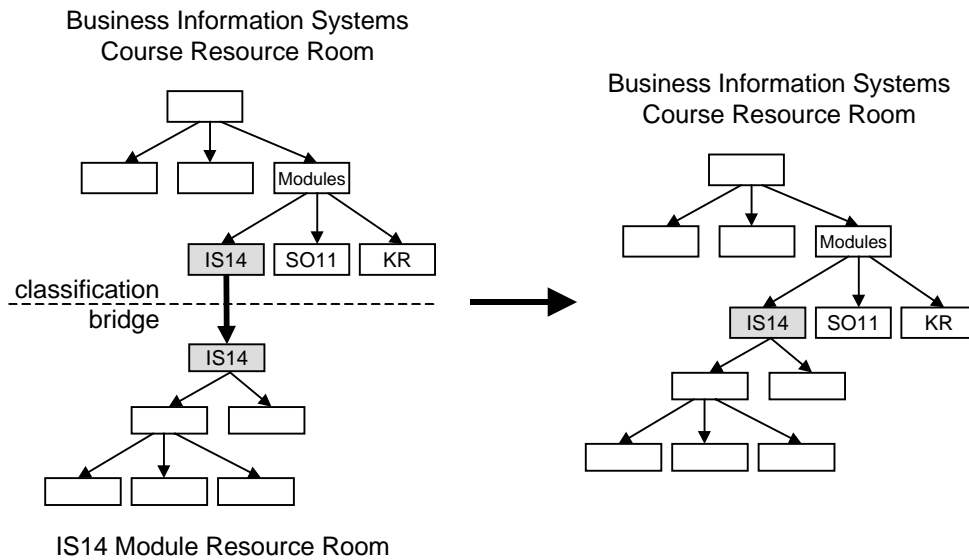 Business Information Systems
Course Resource Room
Modules
IS14
SO11
KR
classification
bridge
IS14
IS14 Module Resource Room
Business Information Systems
Course Resource Room
Modules
IS14
SO11
KR